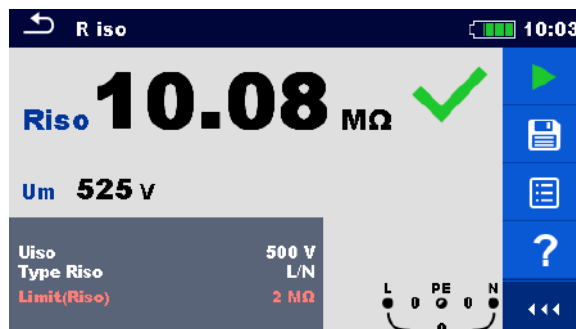 R iso 10:03
Riso 10.08 MΩ
Um 525 V
Uiso 500 V
Type Riso L/N
Limit(Riso) 2 MΩ
L PE N
0 0
0
?